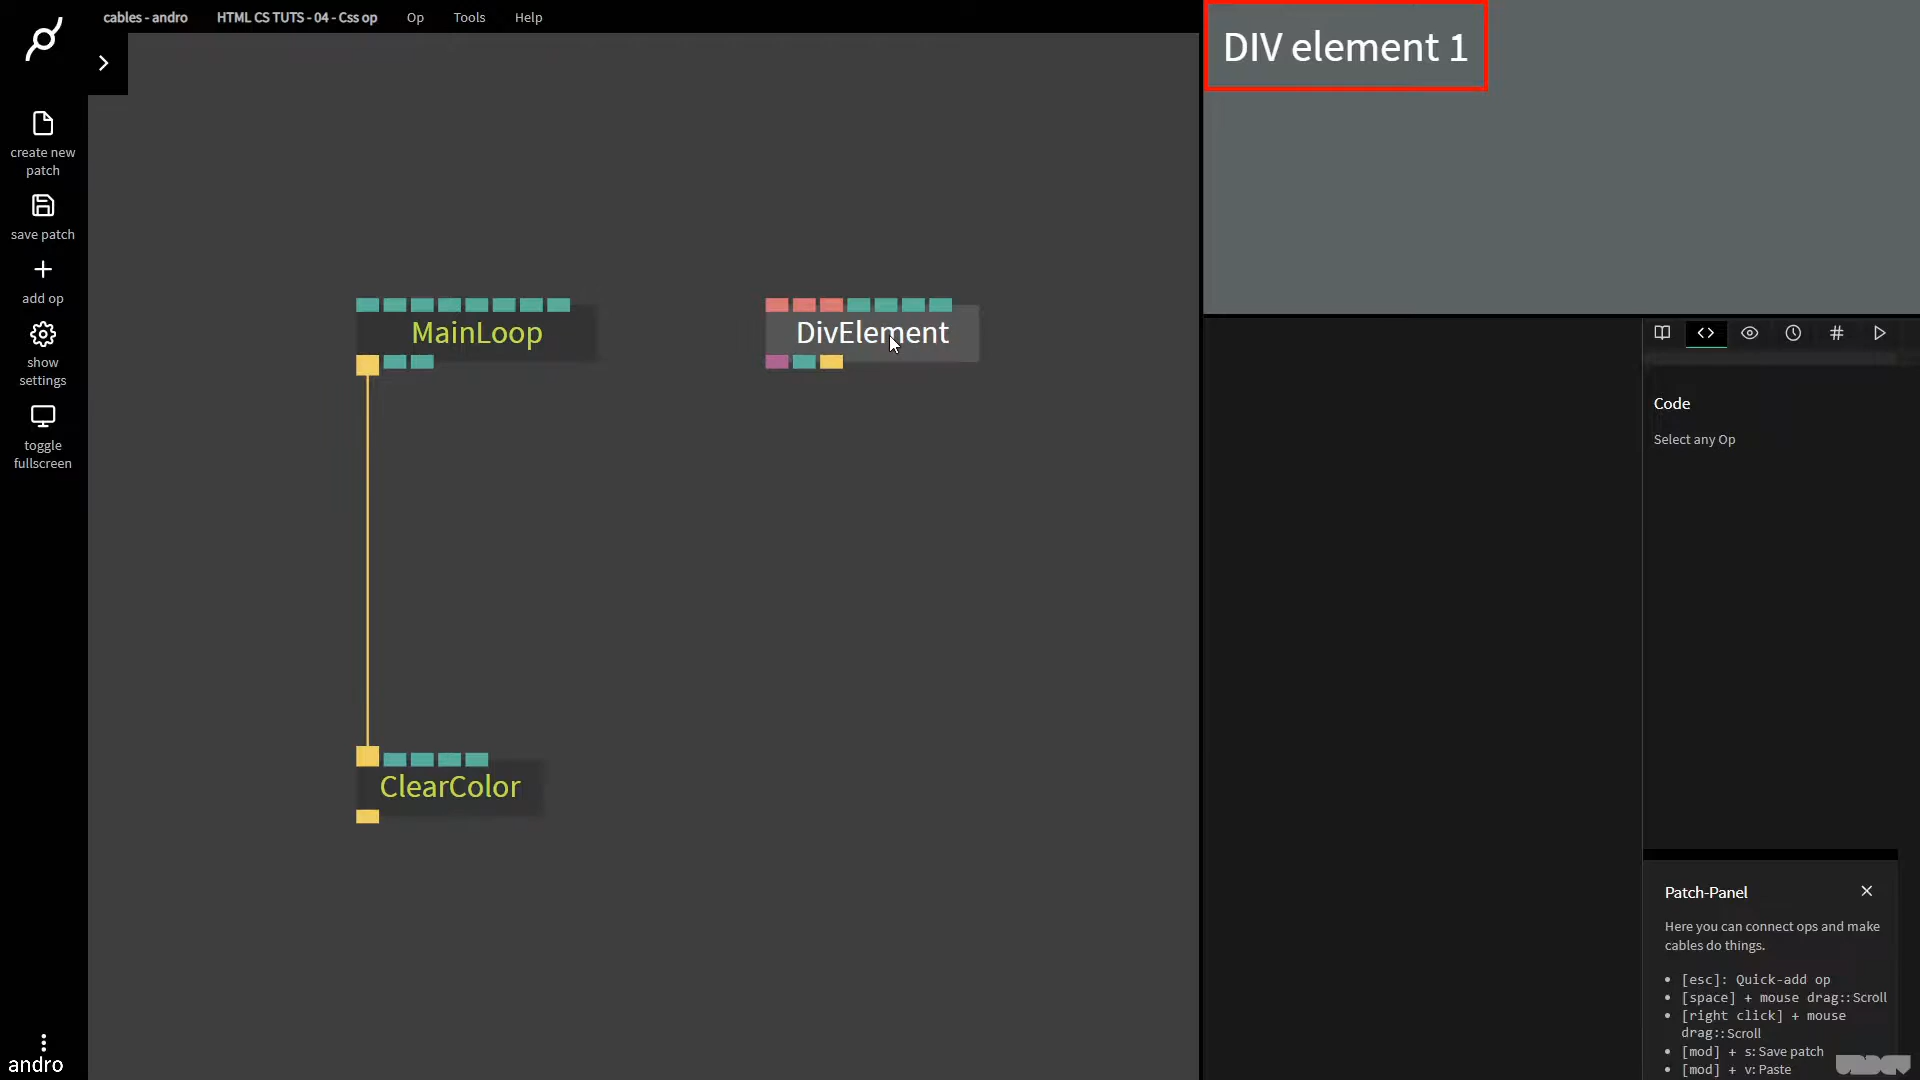 cables - andro
HTML CS TUTS - 04 - Css op
Op
Tools
Help
create new
patch
save patch
add op
show
settings
toggle
fullscreen
andro
MainLoop
DivElement
ClearColor
DIV element 1
Code
Select any Op
Patch-Panel
Here you can connect ops and make
cables do things.
[esc]: Quick-add op
[space] + mouse drag::Scroll
[right click] + mouse
drag::Scroll
[mod] + s: Save patch
[mod] + v: Paste